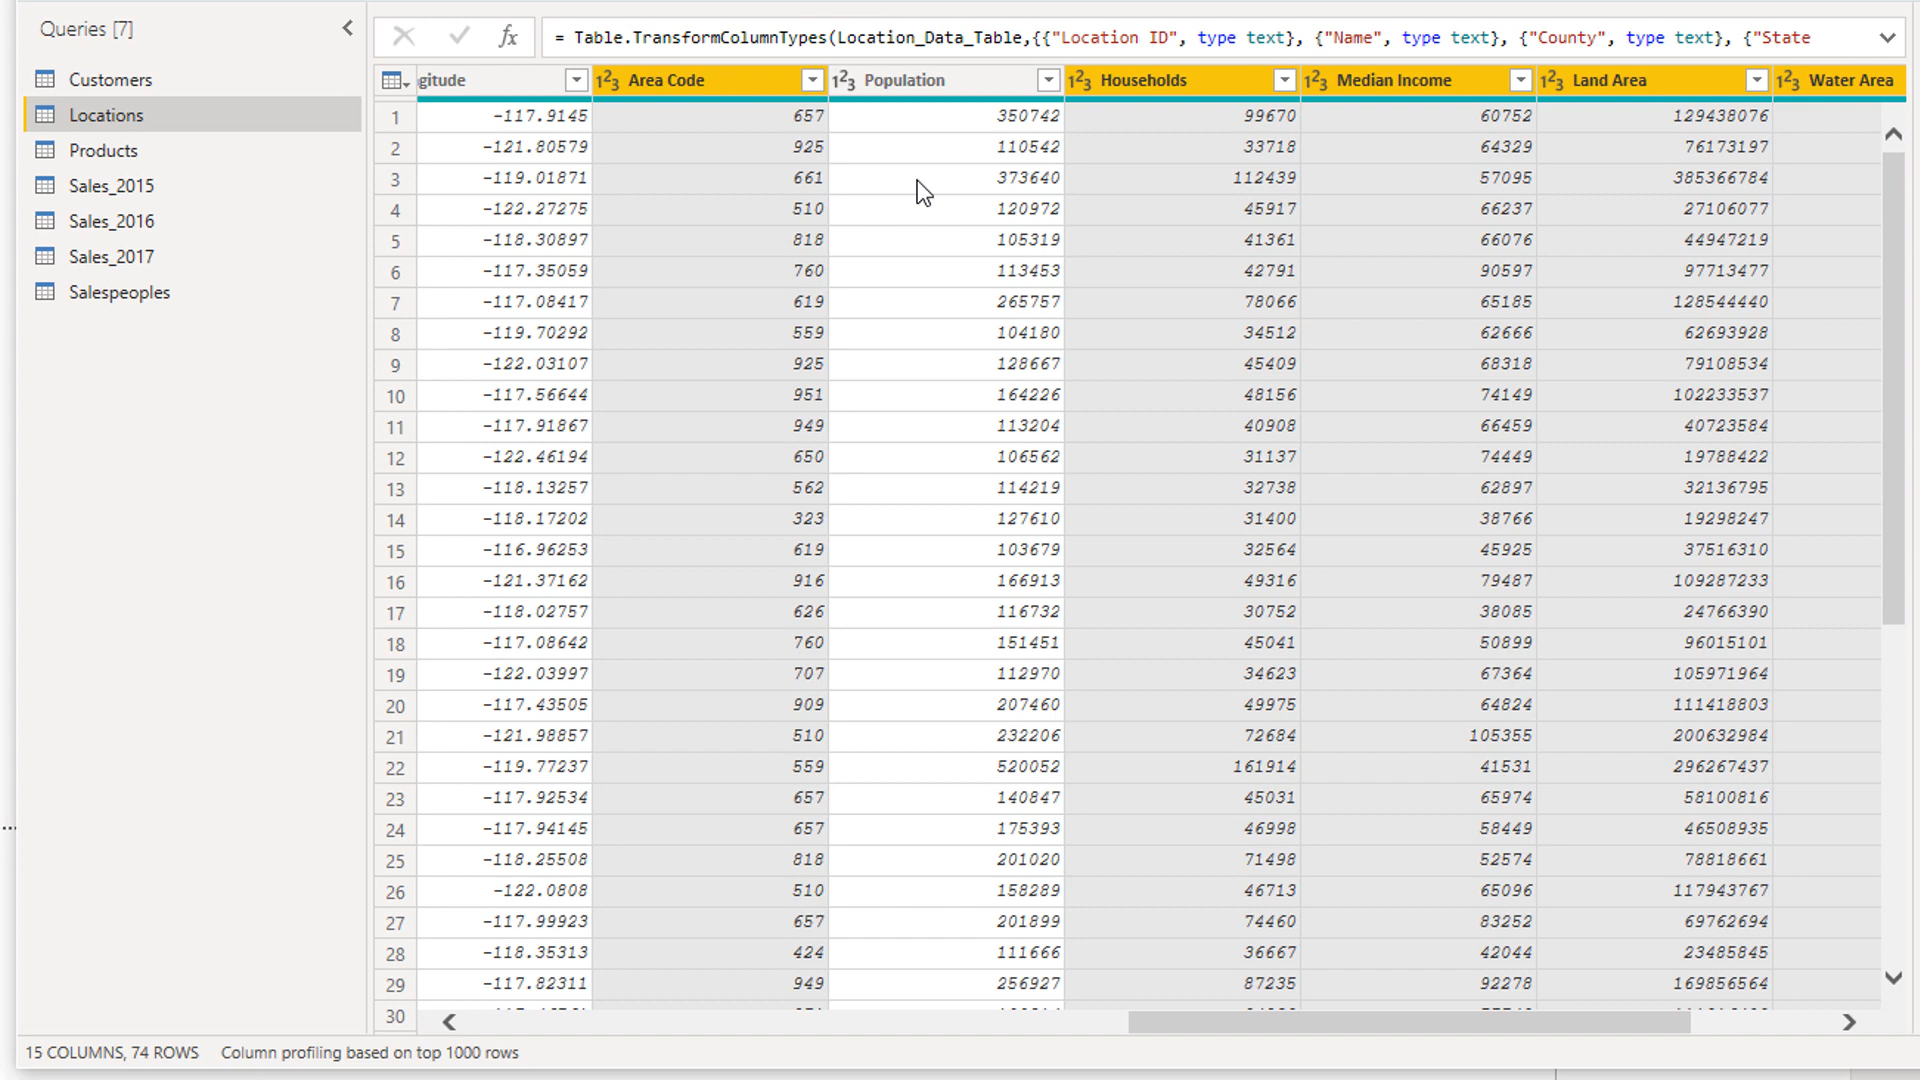 Queries [7]
Customers
Locations
Products
Sales_2015
Sales_2016
Sales_2017
Salespeoples
fx = Table.TransformColumnTypes(Location_Data_Table,{{"Location ID", type text}, {"Name", type text}, {"County", type text}, {"State
gitude 123 Area Code 123 Population 123 Households 123 Median Income 123 Land Area 123 Water Area
1 -117.9145 657 350742 99670 60752 129438076
2 -121.80579 925 110542 33718 64329 76173197
3 -119.01871 661 373640 112439 57095 385366784
4 -122.27275 510 120972 45917 66237 27106077
5 -118.30897 818 105319 41361 66076 44947219
6 -117.35059 760 113453 42791 90597 97713477
7 -117.08417 619 265757 78066 65185 128544440
8 -119.70292 559 104180 34512 62666 62693928
9 -122.03107 925 128667 45409 68318 79108534
10 -117.56644 951 164226 48156 74149 102233537
11 -117.91867 949 113204 40908 66459 40723584
12 -122.46194 650 106562 31137 74449 19788422
13 -118.13257 562 114219 32738 62897 32136795
14 -118.17202 323 127610 31400 38766 19298247
15 -116.96253 619 103679 32564 45925 37516310
16 -121.37162 916 166913 49316 79487 109287233
17 -118.02757 626 116732 30752 38085 24766390
18 -117.08642 760 151451 45041 50899 96015101
19 -122.03997 707 112970 34623 67364 105971964
20 -117.43505 909 207460 49975 64824 111418803
21 -121.98857 510 232206 72684 105355 200632984
22 -119.77237 559 520052 161914 41531 296267437
23 -117.92534 657 140847 45031 65974 58100816
24 -117.94145 657 175393 46998 58449 46508935
25 -118.25508 818 201020 71498 52574 78818661
26 -122.0808 510 158289 46713 65096 117943767
27 -117.99923 657 201899 74460 83252 69762694
28 -118.35313 424 111666 36667 42044 23485845
29 -117.82311 949 256927 87235 92278 169856564
30
15 COLUMNS, 74 ROWS Column profiling based on top 1000 rows